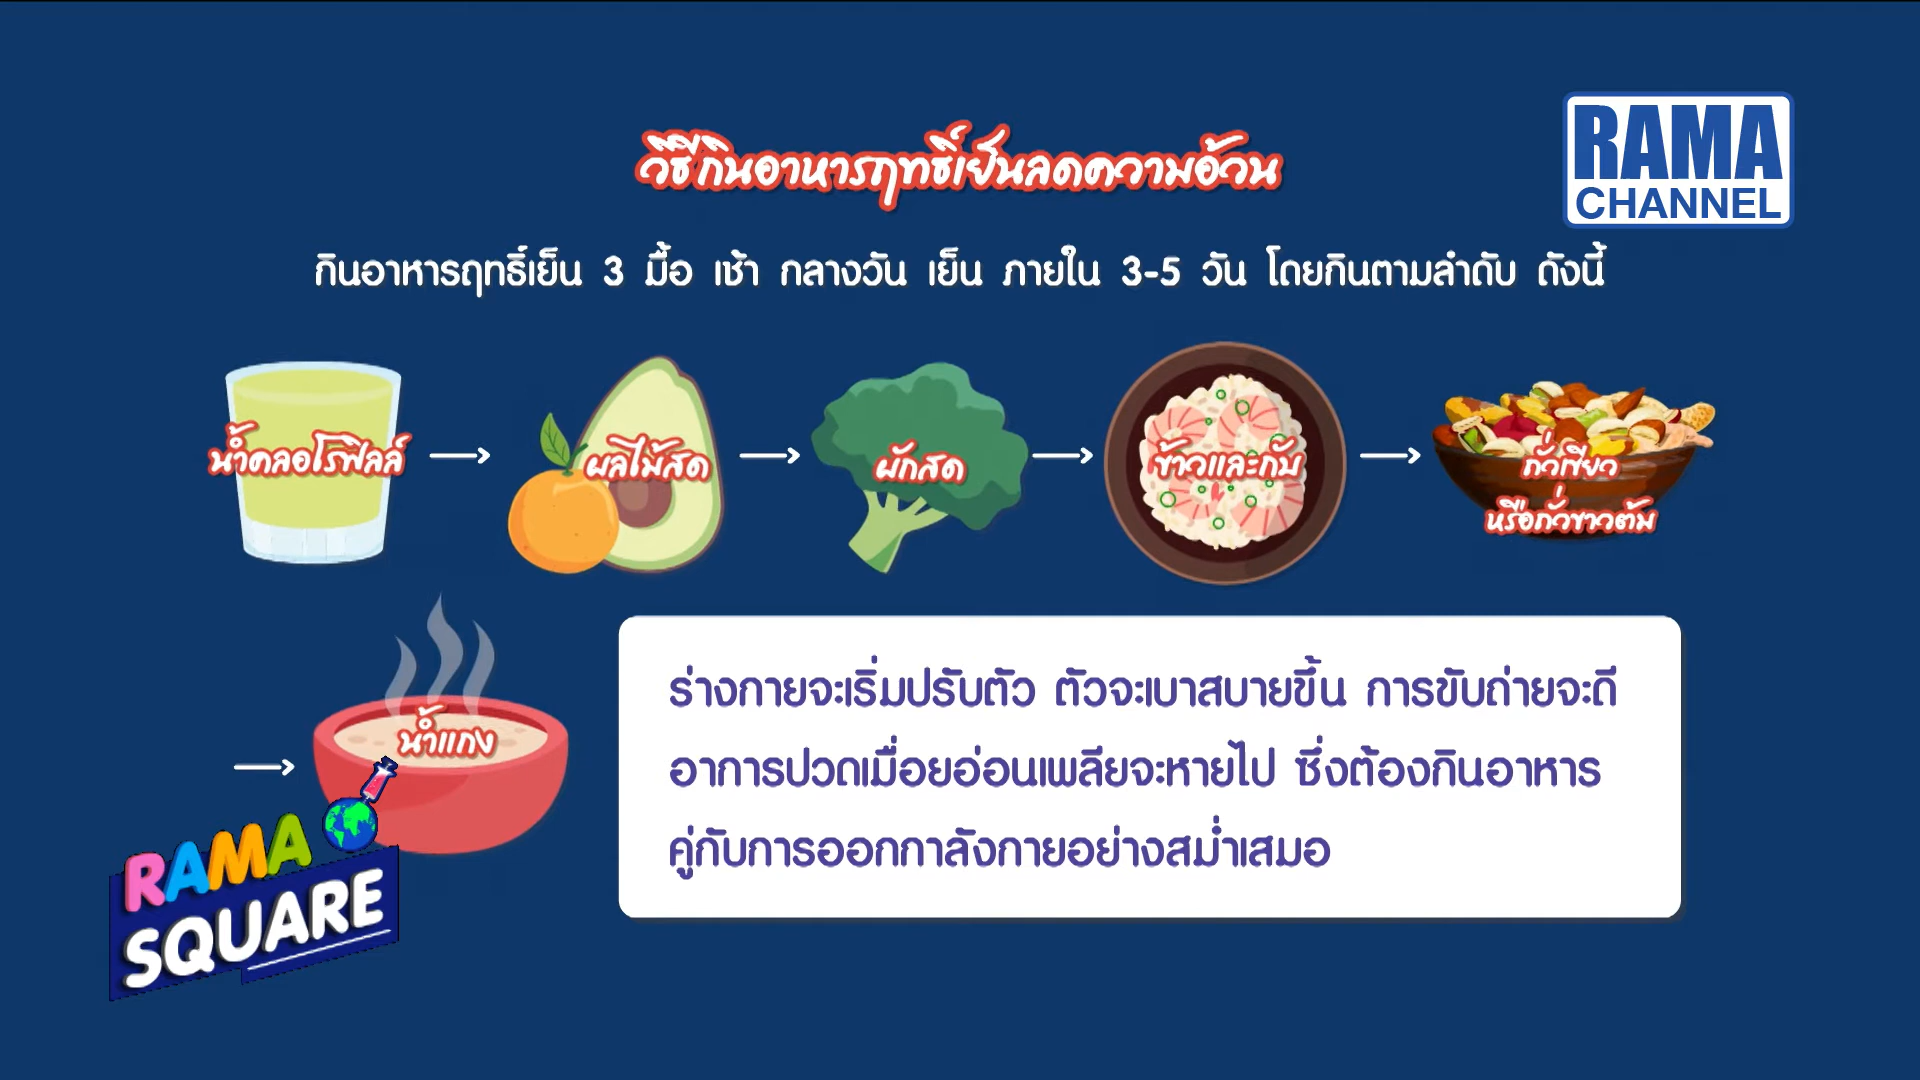 RAMA
CHANNEL
วิธีกินอาหารฤทธิ์เย็นลดความอ้วน
กินอาหารฤทธิ์เย็น 3 มื้อ เช้า กลางวัน เย็น ภายใน 3-5 วัน โดยกินตามลำดับ ดังนี้
น้ำคลอโรฟิลล์
ผลไม้สด
ผักสด
ข้าวและกับ
ถั่วเขียว
หรือถั่วขาวต้ม
น้ำแกง
ร่างกายจะเริ่มปรับตัว ตัวจะเบาสบายขึ้น การขับถ่ายจะดี
อาการปวดเมื่อยอ่อนเพลียจะหายไป ซึ่งต้องกินอาหาร
คู่กับการออกกาลังกายอย่างสม่ำเสมอ
RAMA
SQUARE